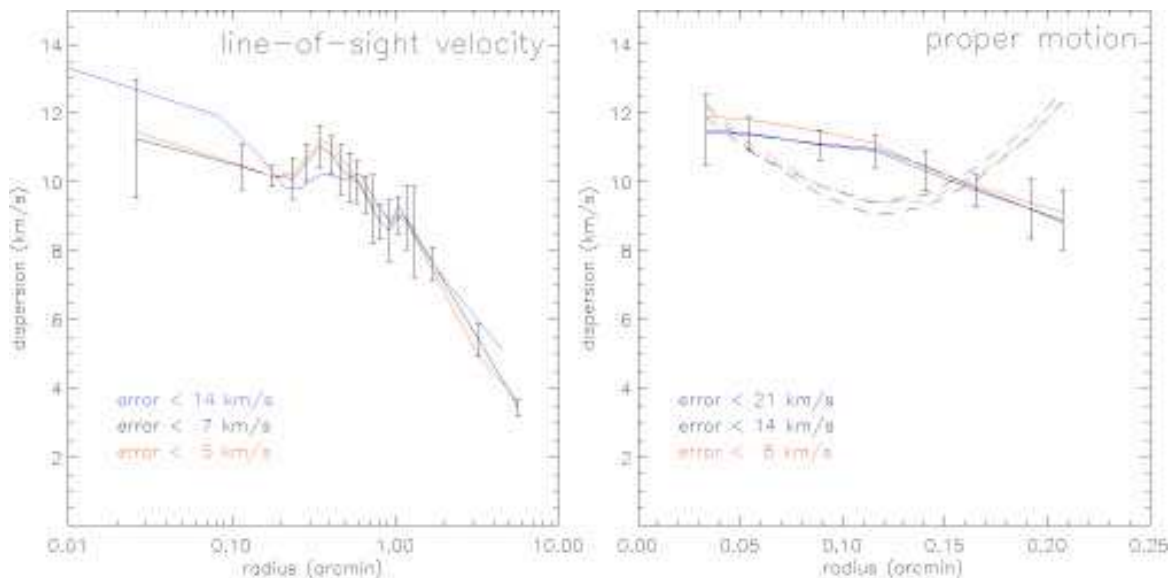 line-of-sight velocity
dispersion (km/s)
14
12
10
8
6
4
2
error < 14 km/s
error < 7 km/s
error < 5 km/s
0.01
0.10
1.00
10.00
radius (arcmin)
proper motion
dispersion (km/s)
14
12
10
8
6
4
2
error < 21 km/s
error < 14 km/s
error < 8 km/s
0.00
0.05
0.10
0.15
0.20
0.25
radius (arcmin)